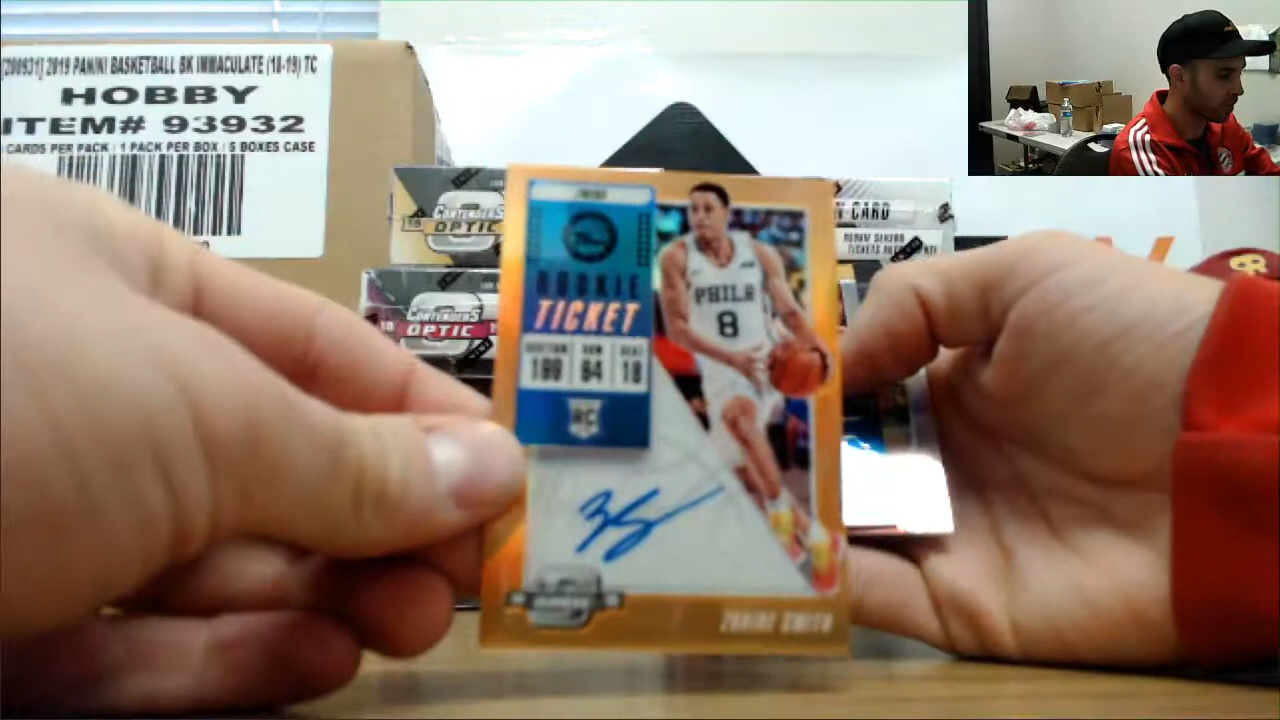 [200931] 2019 PANINI BASKETBALL BK IMMACULATE (18-19) TC
HOBBY
ITEM# 93932
CARDS PER PACK / 1 PACK PER BOX / 5 BOXES CASE
CONTENDERS
OPTIC
CONTENDERS
OPTIC
CARD
ROOKIE
TICKET
SECTION ROW SEAT
199 84 18
RC
PHILA
8
ZHAIRE SMITH